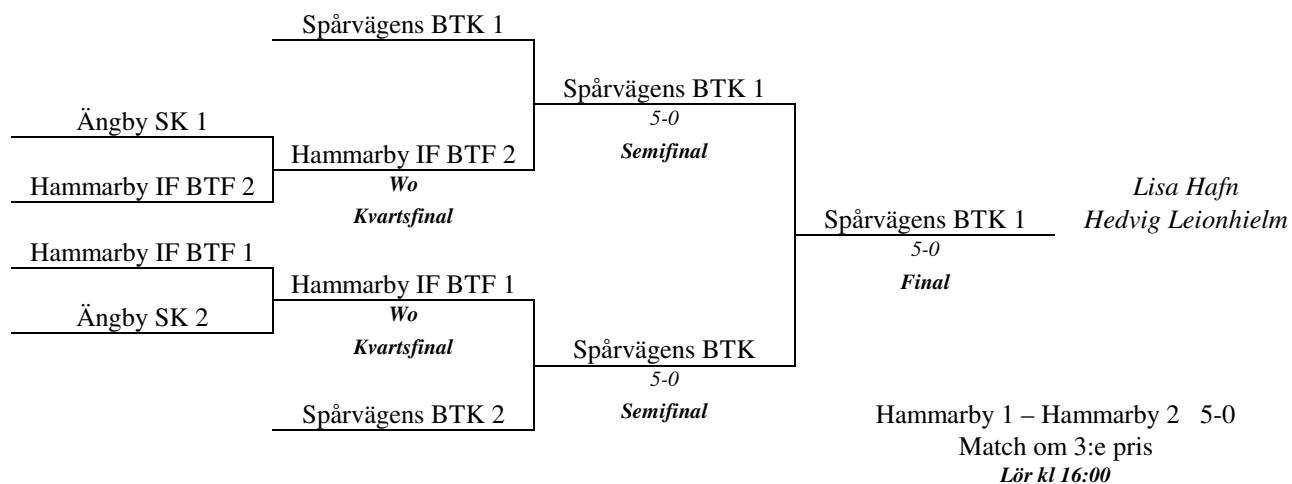 Spårvägens BTK 1
Spårvägens BTK 1
5-0
Semifinal
Ängby SK 1
Hammarby IF BTF 2
Wo
Kvartsfinal
Hammarby IF BTF 2
Lisa Hafn
Hedvig Leionhielm
Spårvägens BTK 1
5-0
Final
Hammarby IF BTF 1
Hammarby IF BTF 1
Wo
Kvartsfinal
Ängby SK 2
Spårvägens BTK
5-0
Semifinal
Spårvägens BTK 2
Hammarby 1 – Hammarby 2 5-0
Match om 3:e pris
Lör kl 16:00